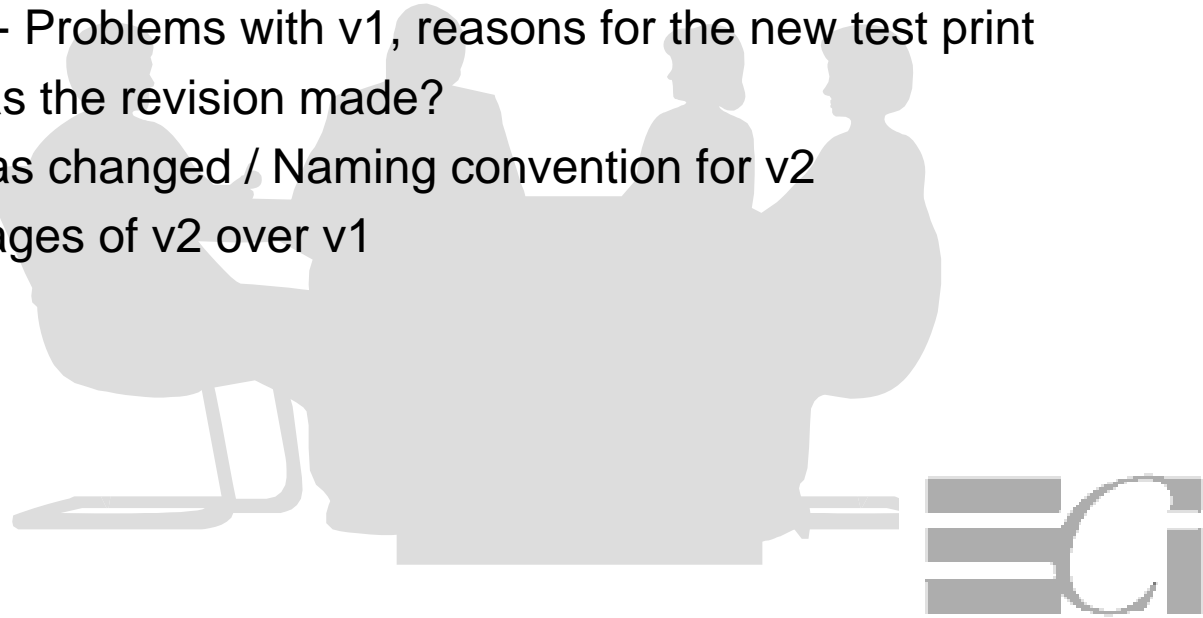 - Problems with v1, reasons for the new test print
s the revision made?
as changed / Naming convention for v2
ages of v2 over v1
ECi